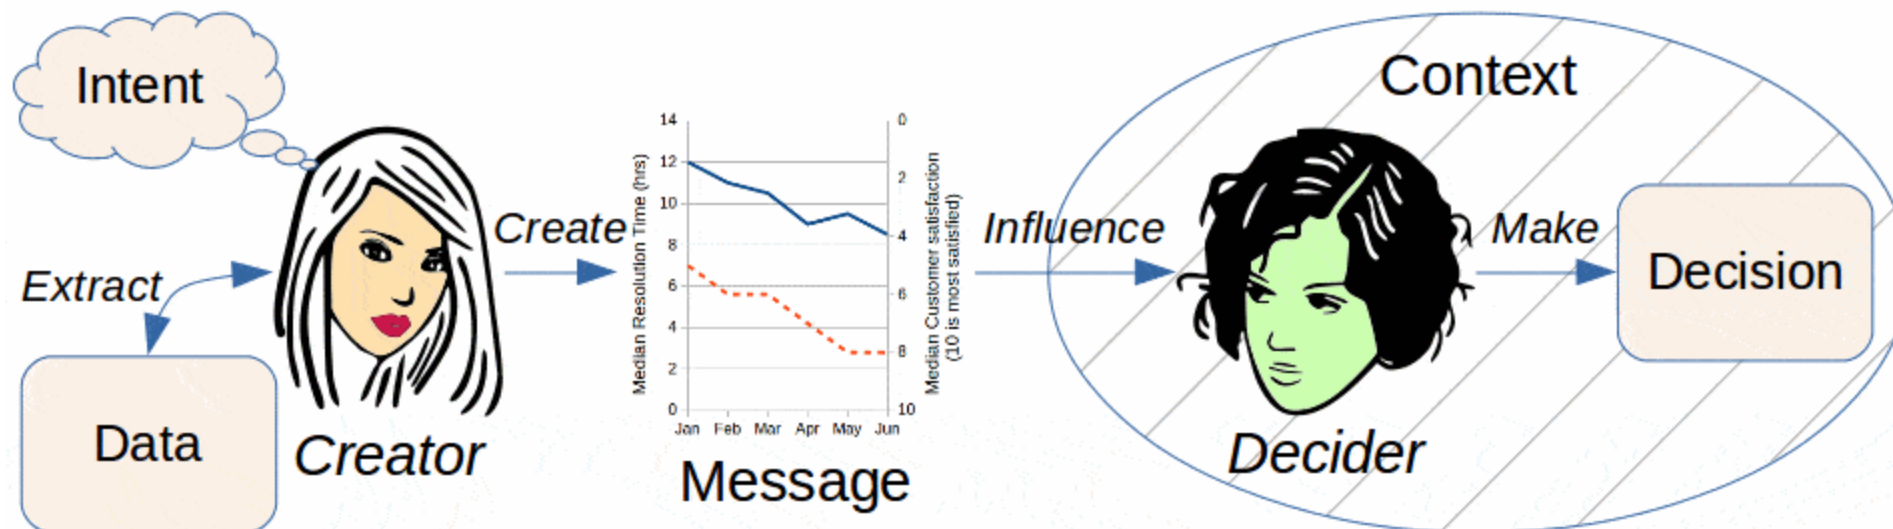 Intent
Extract
Data
Creator
Create
Median Resolution Time (hrs)
14
12
10
8
6
4
2
0
Jan Feb Mar Apr May Jun
0
2
4
6
8
10
Median Customer satisfaction
(10 is most satisfied)
Message
Influence
Context
Decider
Make
Decision